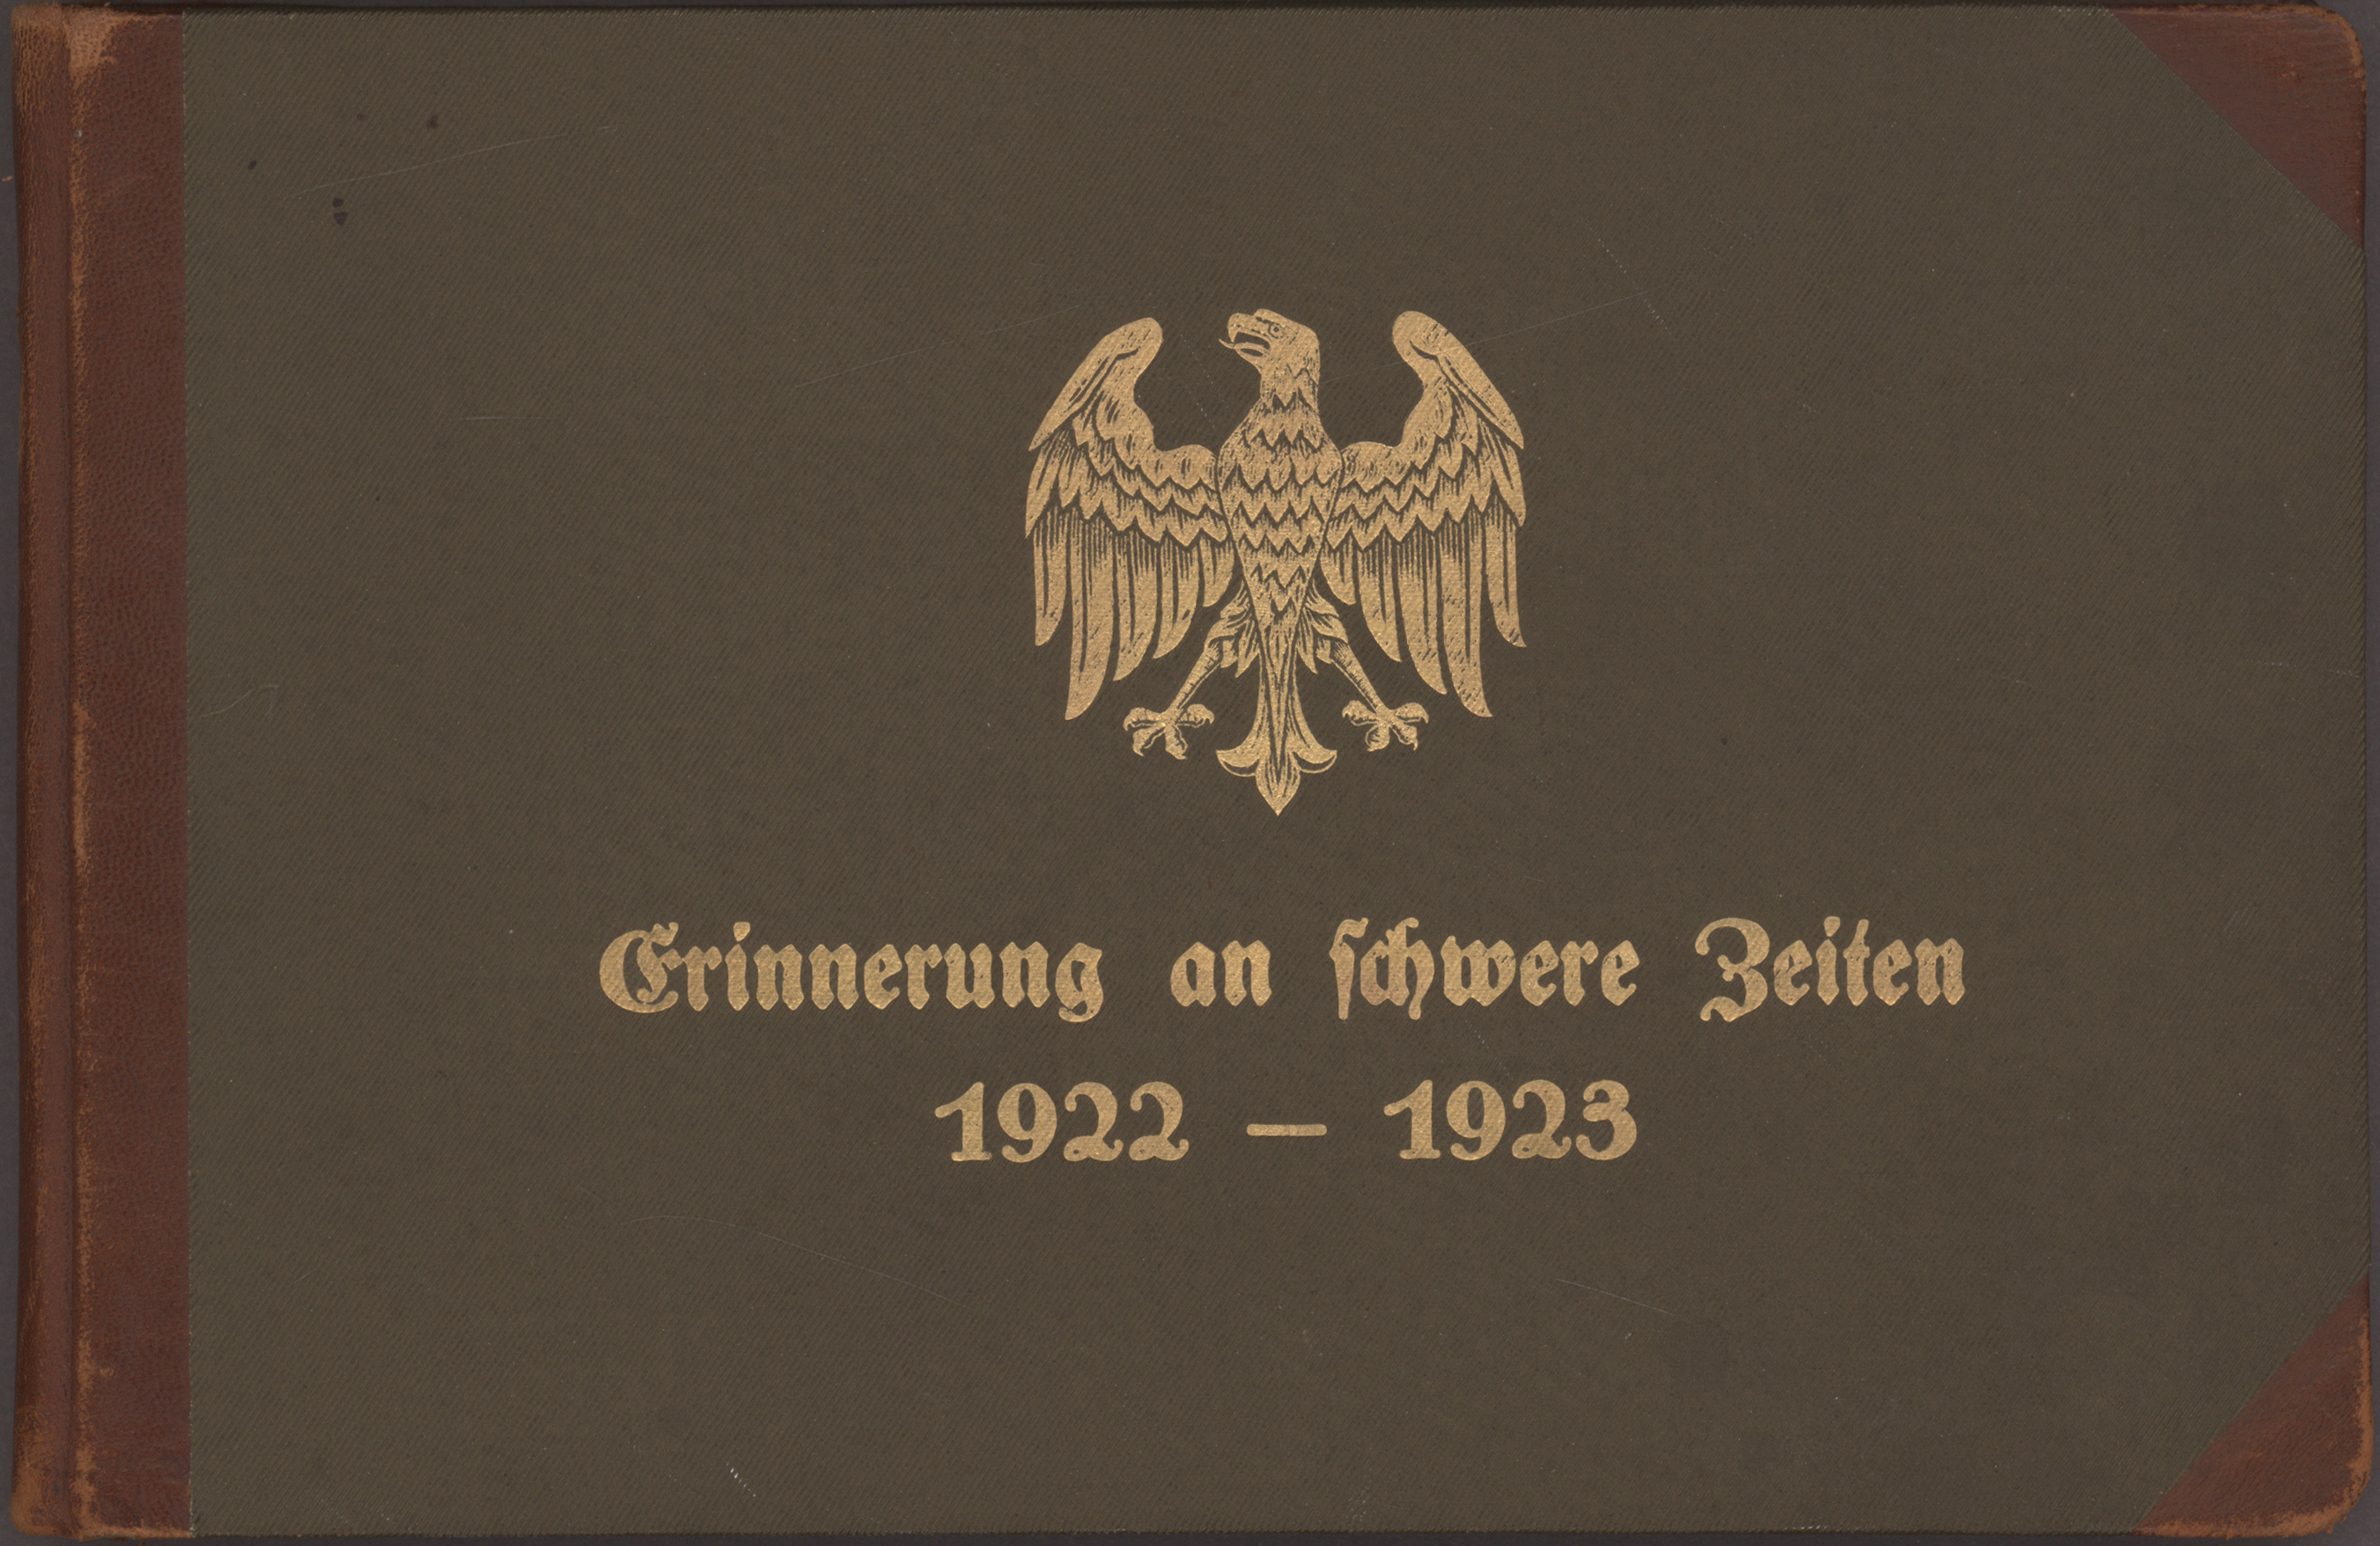 Erinnerung an schwere Zeiten
1922 — 1923